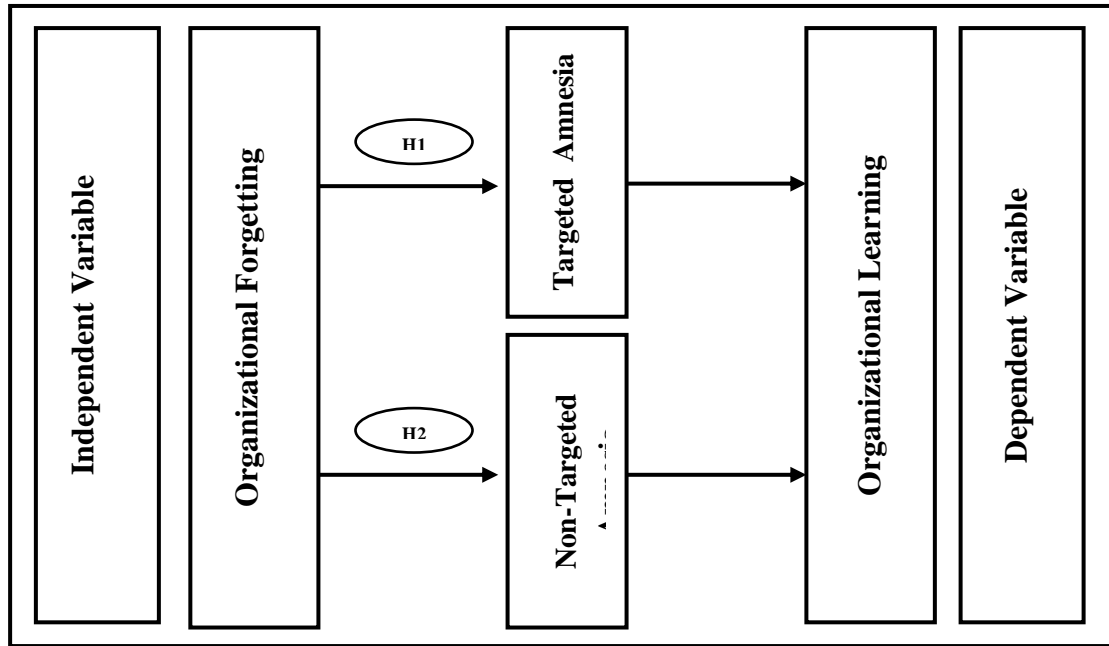 Independent Variable
Organizational Forgetting
H1
H2
Targeted Amnesia
Non-Targeted
Organizational Learning
Dependent Variable